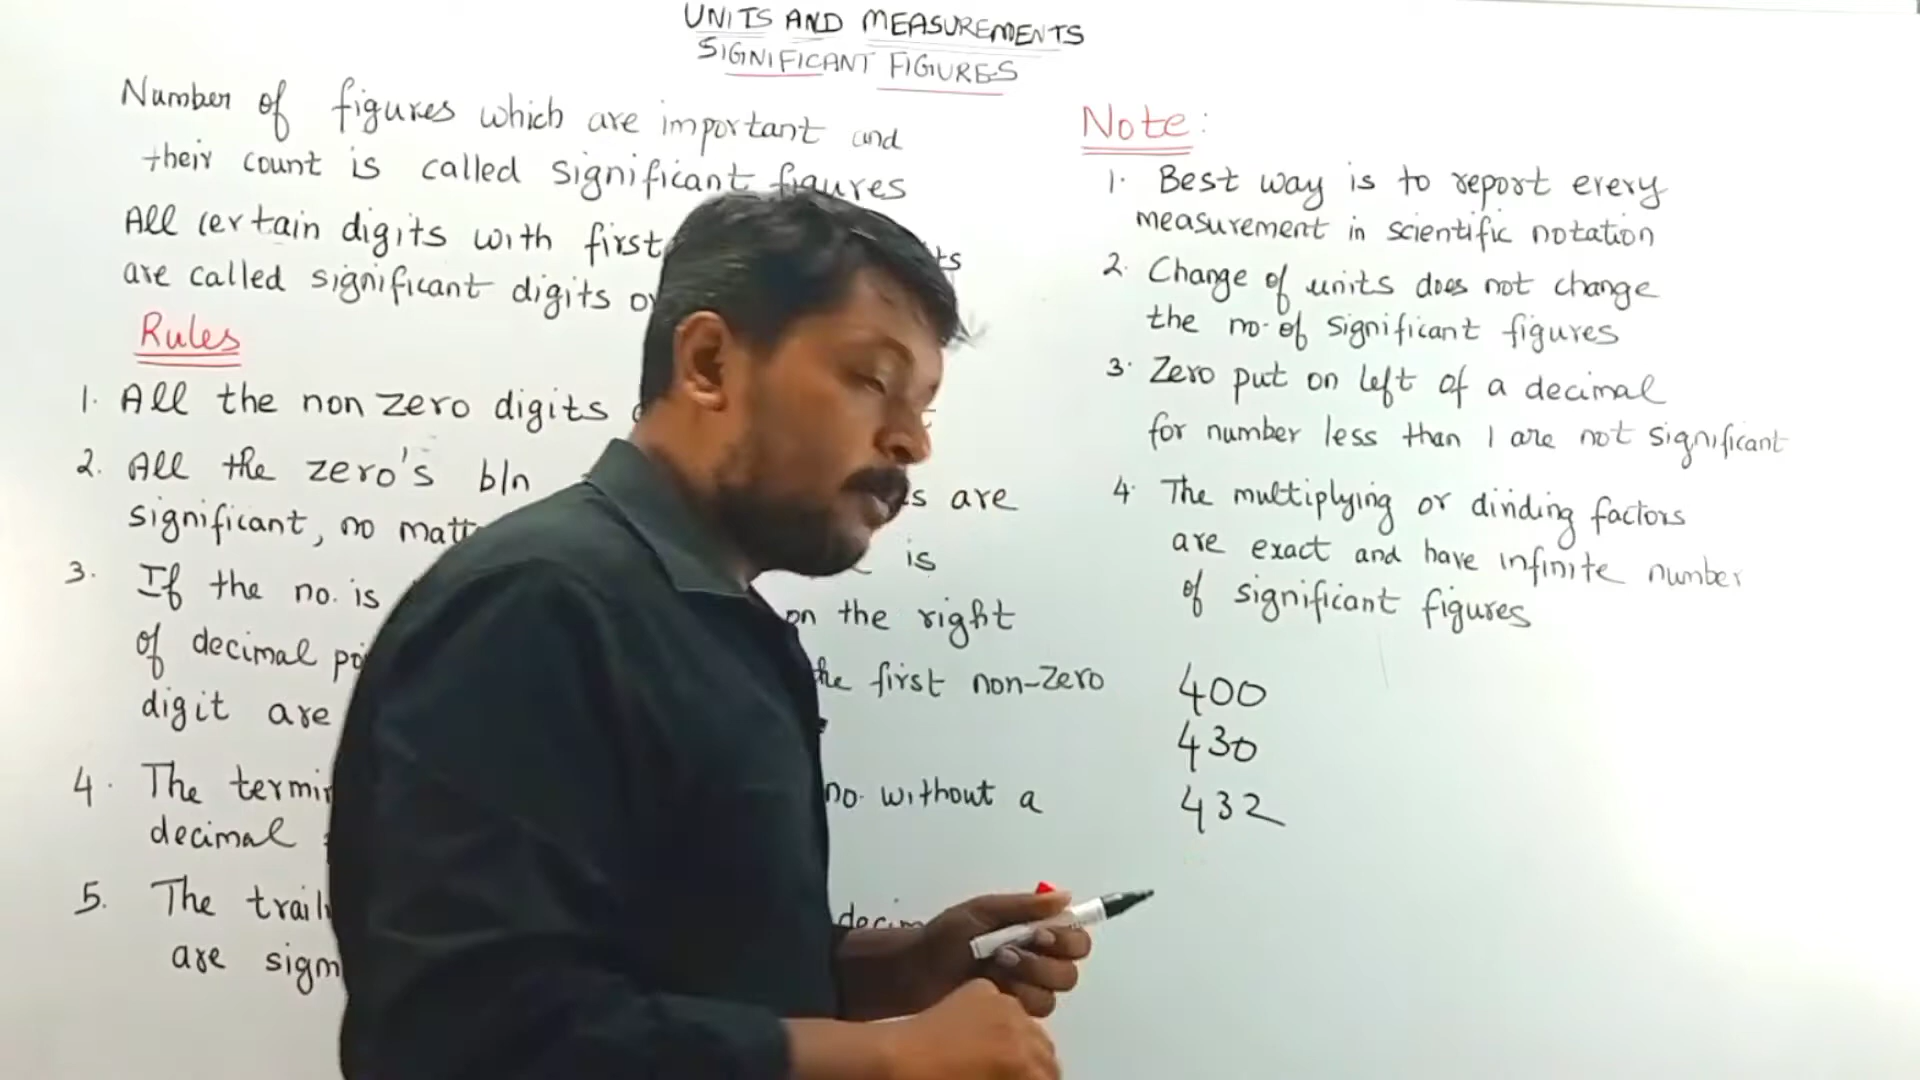 UNITS AND MEASUREMENTS
SIGNIFICANT FIGURES
Number of figures which are important and
their count is called significant figures
All certain digits with first
are called significant digits
Rules
1. All the non zero digits
2. All the zero's b/n are
significant, no is
3. If the no. is on the right
of decimal the first non-zero
digit are
4. The no. without a
decimal
5. The
are
Note:
1. Best way is to report every
measurement in scientific notation
2. Change of units does not change
the no. of significant figures
3. Zero put on left of a decimal
for number less than 1 are not significant
4. The multiplying or dividing factors
are exact and have infinite number
of significant figures
400
430
432